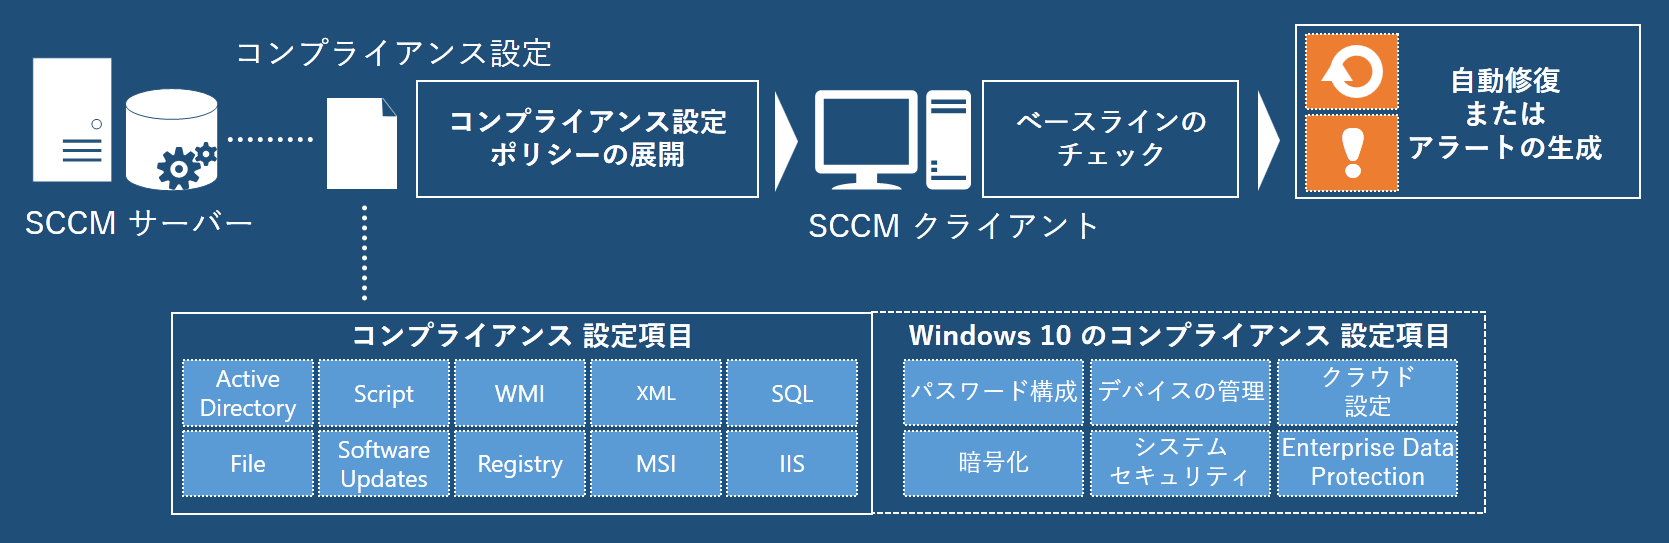 コンプライアンス設定
コンプライアンス設定
ポリシーの展開
ベースラインの
チェック
自動修復
または
アラートの生成
SCCM サーバー
SCCM クライアント
コンプライアンス 設定項目
Active
Directory
Script
WMI
XML
SQL
File
Software
Updates
Registry
MSI
IIS
Windows 10 のコンプライアンス 設定項目
パスワード構成
デバイスの管理
クラウド
設定
暗号化
システム
セキュリティ
Enterprise Data
Protection